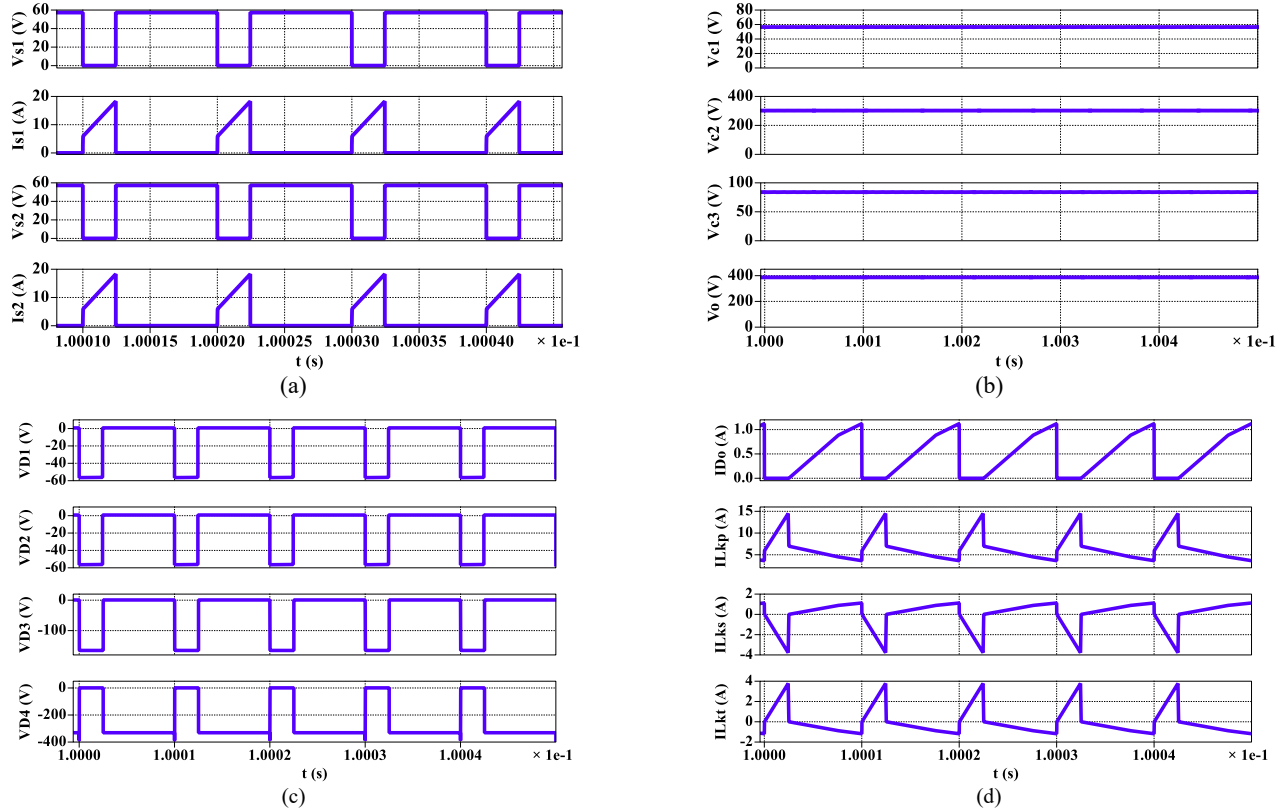 Vs1 (V)
60
40
20
0
Is1 (A)
20
10
0
Vs2 (V)
60
40
20
0
Is2 (A)
20
10
0
1.00010 1.00015 1.00020 1.00025 1.00030 1.00035 1.00040 × 1e-1
t (s)
(a)
Vc1 (V)
80
60
40
20
0
Vc2 (V)
400
200
0
Vc3 (V)
100
50
0
Vo (V)
400
200
0
1.000 1.001 1.002 1.003 1.004 × 1e-1
t (s)
(b)
VD1 (V)
0
-20
-40
-60
VD2 (V)
0
-20
-40
-60
VD3 (V)
0
-100
VD4 (V)
0
-200
-400
1.0000 1.0001 1.0002 1.0003 1.0004 × 1e-1
t (s)
(c)
IDo (A)
1.0
0.5
0.0
ILkp (A)
15
10
5
ILks (A)
2
0
-2
-4
ILkt (A)
4
2
0
-2
1.0000 1.0001 1.0002 1.0003 1.0004 × 1e-1
t (s)
(d)